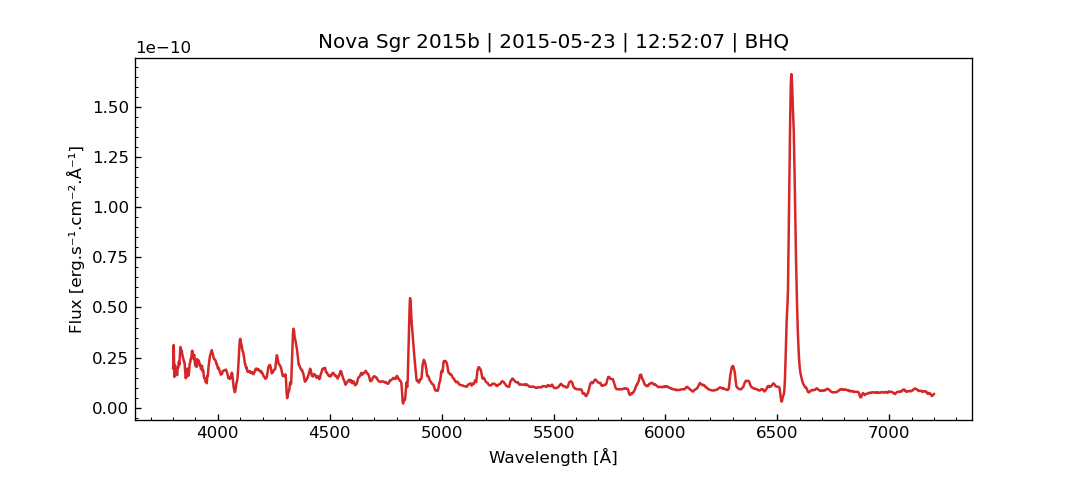 Nova Sgr 2015b | 2015-05-23 | 12:52:07 | BHQ
1e−10
1.50
1.25
1.00
0.75
0.50
0.25
0.00
Flux [erg.s⁻¹.cm⁻².Å⁻¹]
4000 4500 5000 5500 6000 6500 7000
Wavelength [Å]